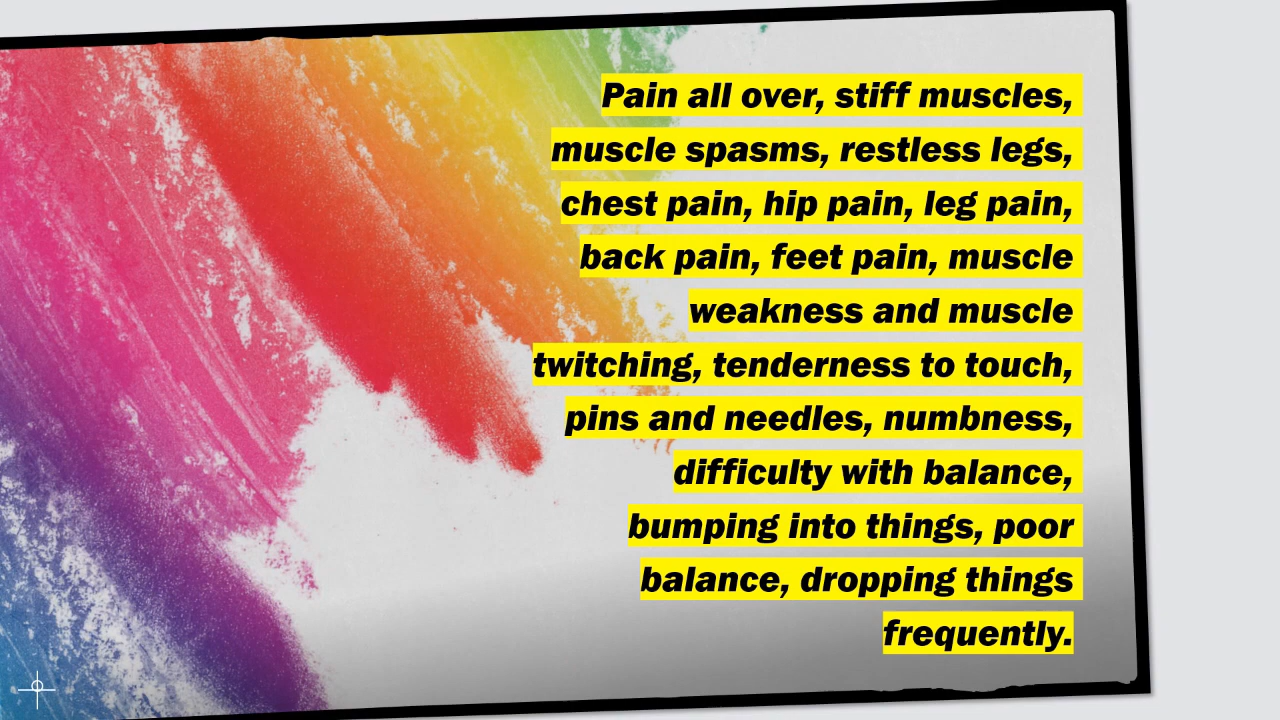 Pain all over, stiff muscles,
muscle spasms, restless legs,
chest pain, hip pain, leg pain,
back pain, feet pain, muscle
weakness and muscle
twitching, tenderness to touch,
pins and needles, numbness,
difficulty with balance,
bumping into things, poor
balance, dropping things
frequently.